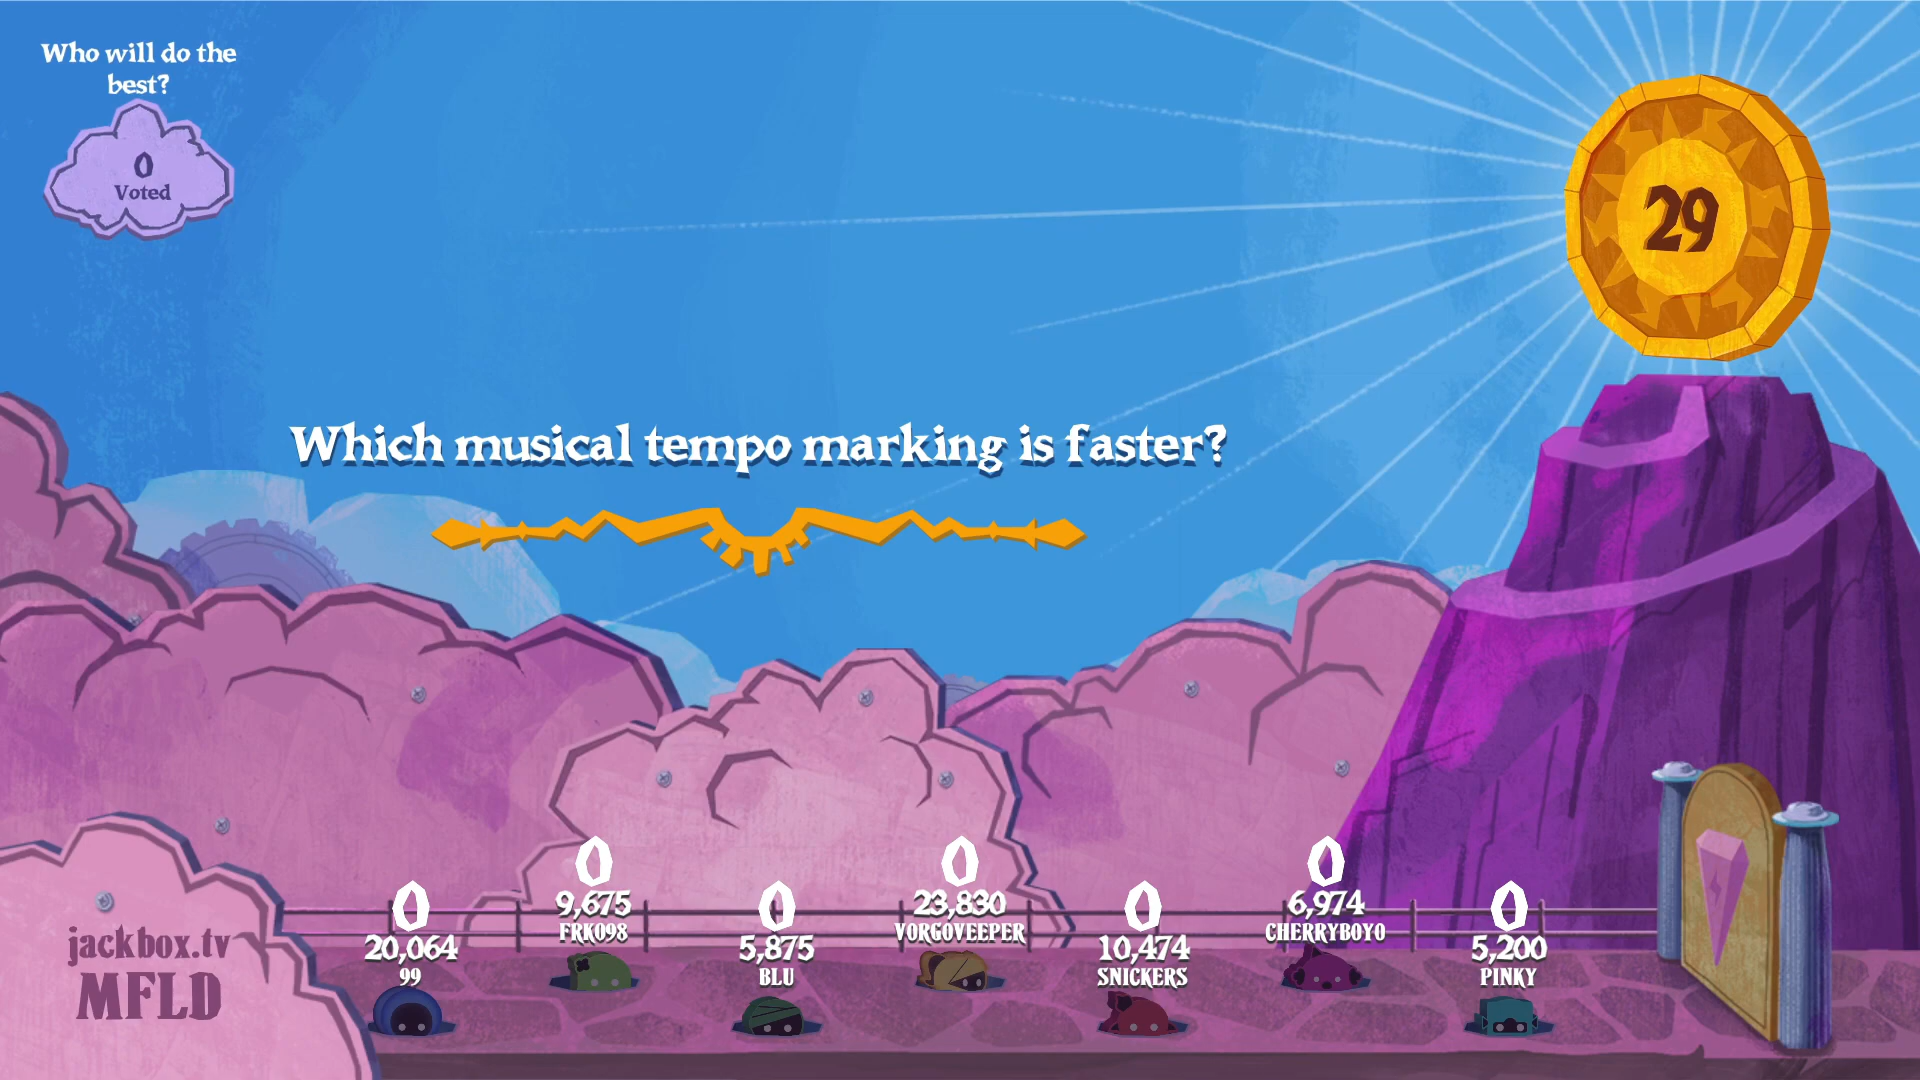 Who will do the
best?
0
Voted
29
Which musical tempo marking is faster?
0
20,064
99
0
9,675
FRK098
0
5,875
BLU
0
23,830
VORGOVEEPER
0
10,474
SNICKERS
0
6,974
CHERRYBOYO
0
5,200
PINKY
jackbox.tv
MFLD